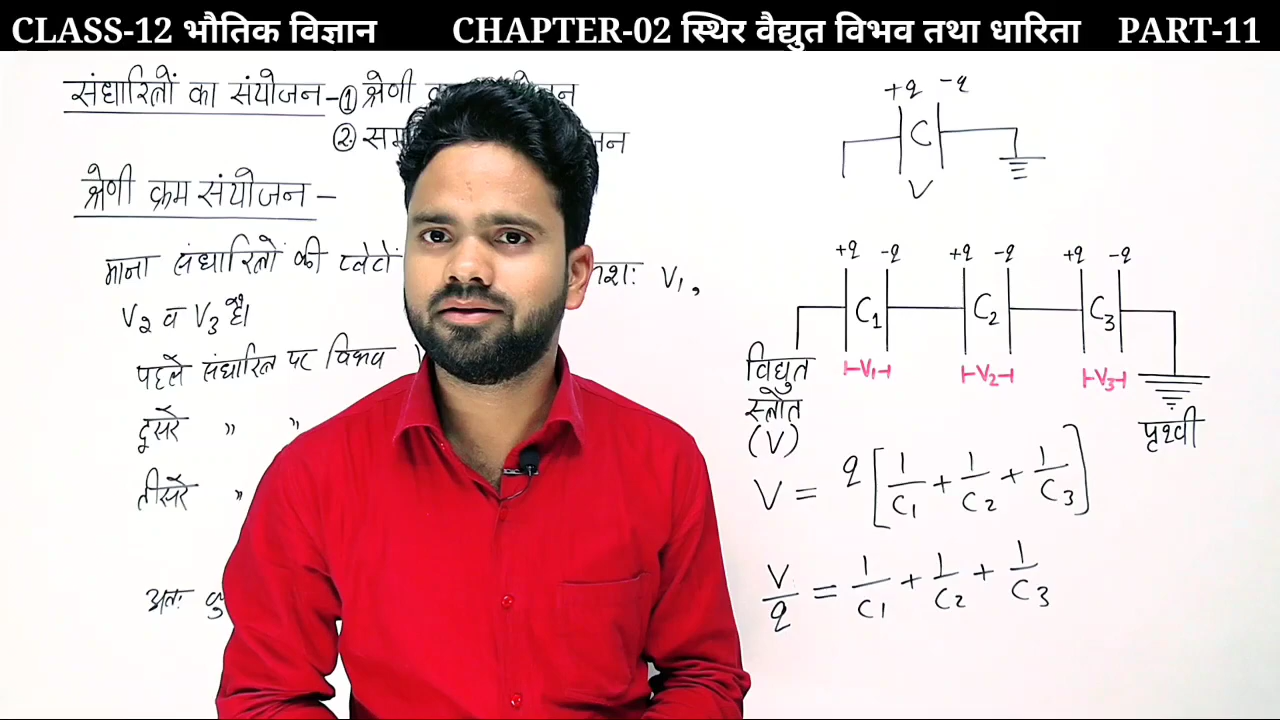 CLASS-12 भौतिक विज्ञान CHAPTER-02 स्थिर वैद्युत विभव तथा धारिता PART-11
संधारितों का संयोजन - ① श्रेणी
②
श्रेणी क्रम संयोजन -
माना संधारितों की प्लेटों V₁,
V₂ व V₃ है।
पहले संधारित पर विभव
दूसरे " "
तीसरे "
अतः
+q -q
C
V
+q -q +q -q +q -q
C₁ C₂ C₃
V₁ V₂ V₃
विद्युत
स्त्रोत
(V)
पृथ्वी
V = q [1/C₁ + 1/C₂ + 1/C₃]
V/q = 1/C₁ + 1/C₂ + 1/C₃